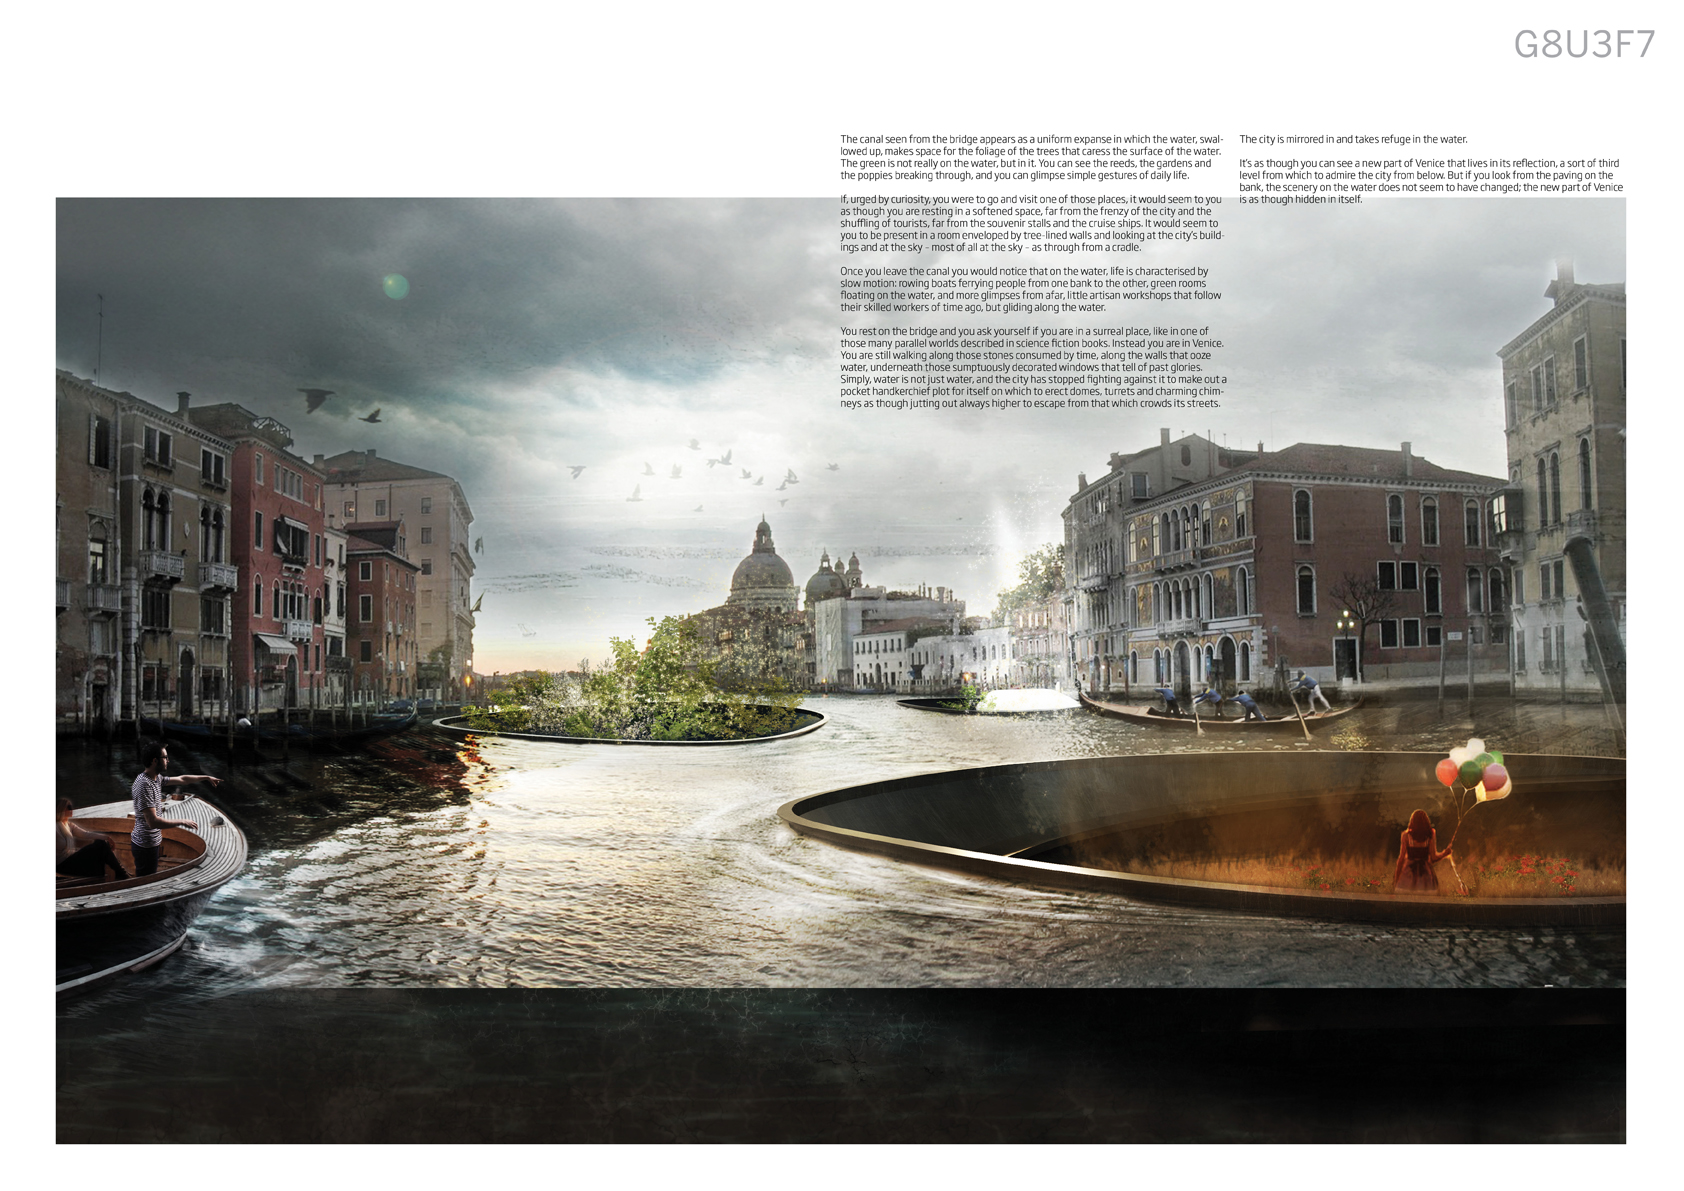 G8U3F7
The canal seen from the bridge appears as a uniform expanse in which the water, swal-
lowed up, makes space for the foliage of the trees that caress the surface of the water.
The green is not really on the water, but in it. You can see the reeds, the gardens and
the poppies breaking through, and you can glimpse simple gestures of daily life.
If, urged by curiosity, you were to go and visit one of those places, it would seem to you
as though you are resting in a softened space, far from the frenzy of the city and the
shuffling of tourists, far from the souvenir stalls and the cruise ships. It would seem to
you to be present in a room enveloped by tree-lined walls and looking at the city's build-
ings and at the sky - most of all at the sky - as through from a cradle.
Once you leave the canal you would notice that on the water, life is characterised by
slow motion: rowing boats ferrying people from one bank to the other, green rooms
floating on the water, and more glimpses from afar, little artisan workshops that follow
their skilled workers of time ago, but gliding along the water.
You rest on the bridge and you ask yourself if you are in a surreal place, like in one of
those many parallel worlds described in science fiction books. Instead you are in Venice.
You are still walking along those stones consumed by time, along the walls that ooze
water, underneath those sumptuously decorated windows that tell of past glories.
Simply, water is not just water, and the city has stopped fighting against it to make out a
pocket handkerchief plot for itself on which to erect domes, turrets and charming chim-
neys as though jutting out always higher to escape from that which crowds its streets.
The city is mirrored in and takes refuge in the water.
It's as though you can see a new part of Venice that lives in its reflection, a sort of third
level from which to admire the city from below. But if you look from the paving on the
bank, the scenery on the water does not seem to have changed; the new part of Venice
is as though hidden in itself.